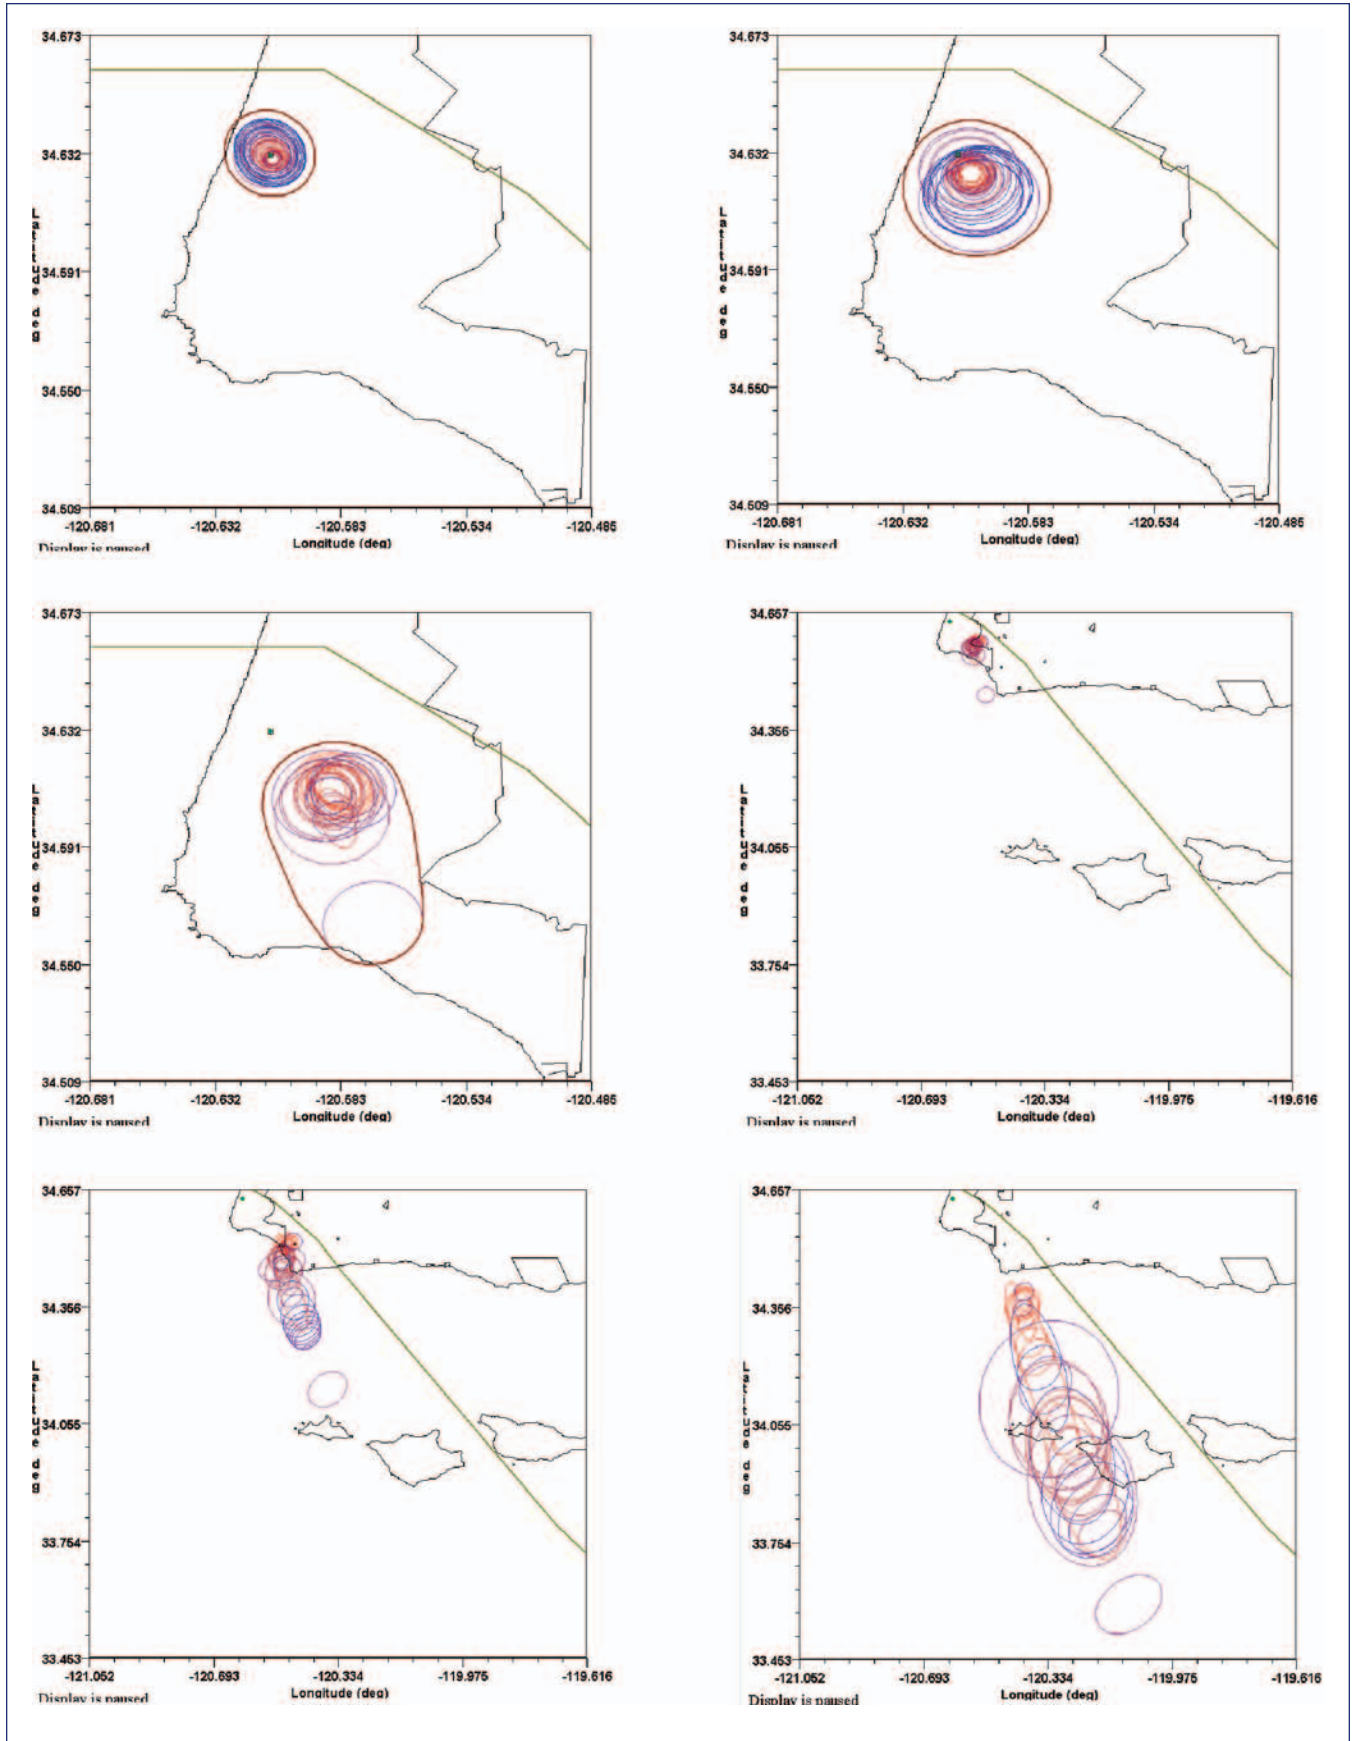 34.673
34.632
34.591
34.550
34.509
Latitude deg
-120.681 -120.632 -120.583 -120.534 -120.485
Longitude (deg)
Display is paused
34.673
34.632
34.591
34.550
34.509
Latitude deg
-120.681 -120.632 -120.583 -120.534 -120.485
Longitude (deg)
Display is paused
34.673
34.632
34.591
34.550
34.509
Latitude deg
-120.681 -120.632 -120.583 -120.534 -120.485
Longitude (deg)
Display is paused
34.657
34.356
34.055
33.754
33.453
Latitude deg
-121.052 -120.693 -120.334 -119.975 -119.616
Longitude (deg)
Display is paused
34.657
34.356
34.055
33.754
33.453
Latitude deg
-121.052 -120.693 -120.334 -119.975 -119.616
Longitude (deg)
Display is paused
34.657
34.356
34.055
33.754
33.453
Latitude deg
-121.052 -120.693 -120.334 -119.975 -119.616
Longitude (deg)
Display is paused